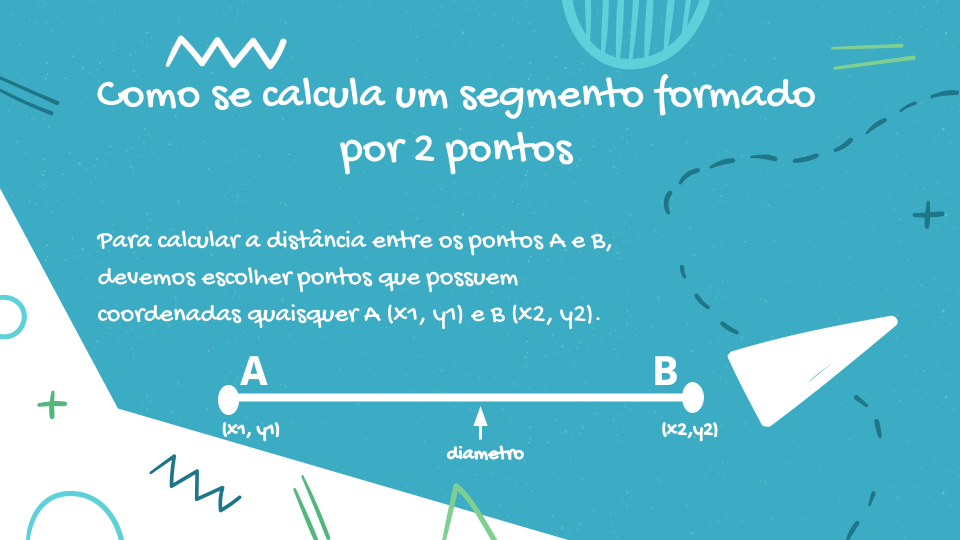 Como se calcula um segmento formado
por 2 pontos
Para calcular a distância entre os pontos A e B,
devemos escolher pontos que possuem
coordenadas quaisquer A (x1, y1) e B (x2, y2).
A
B
(x1, y1)
(x2,y2)
diametro